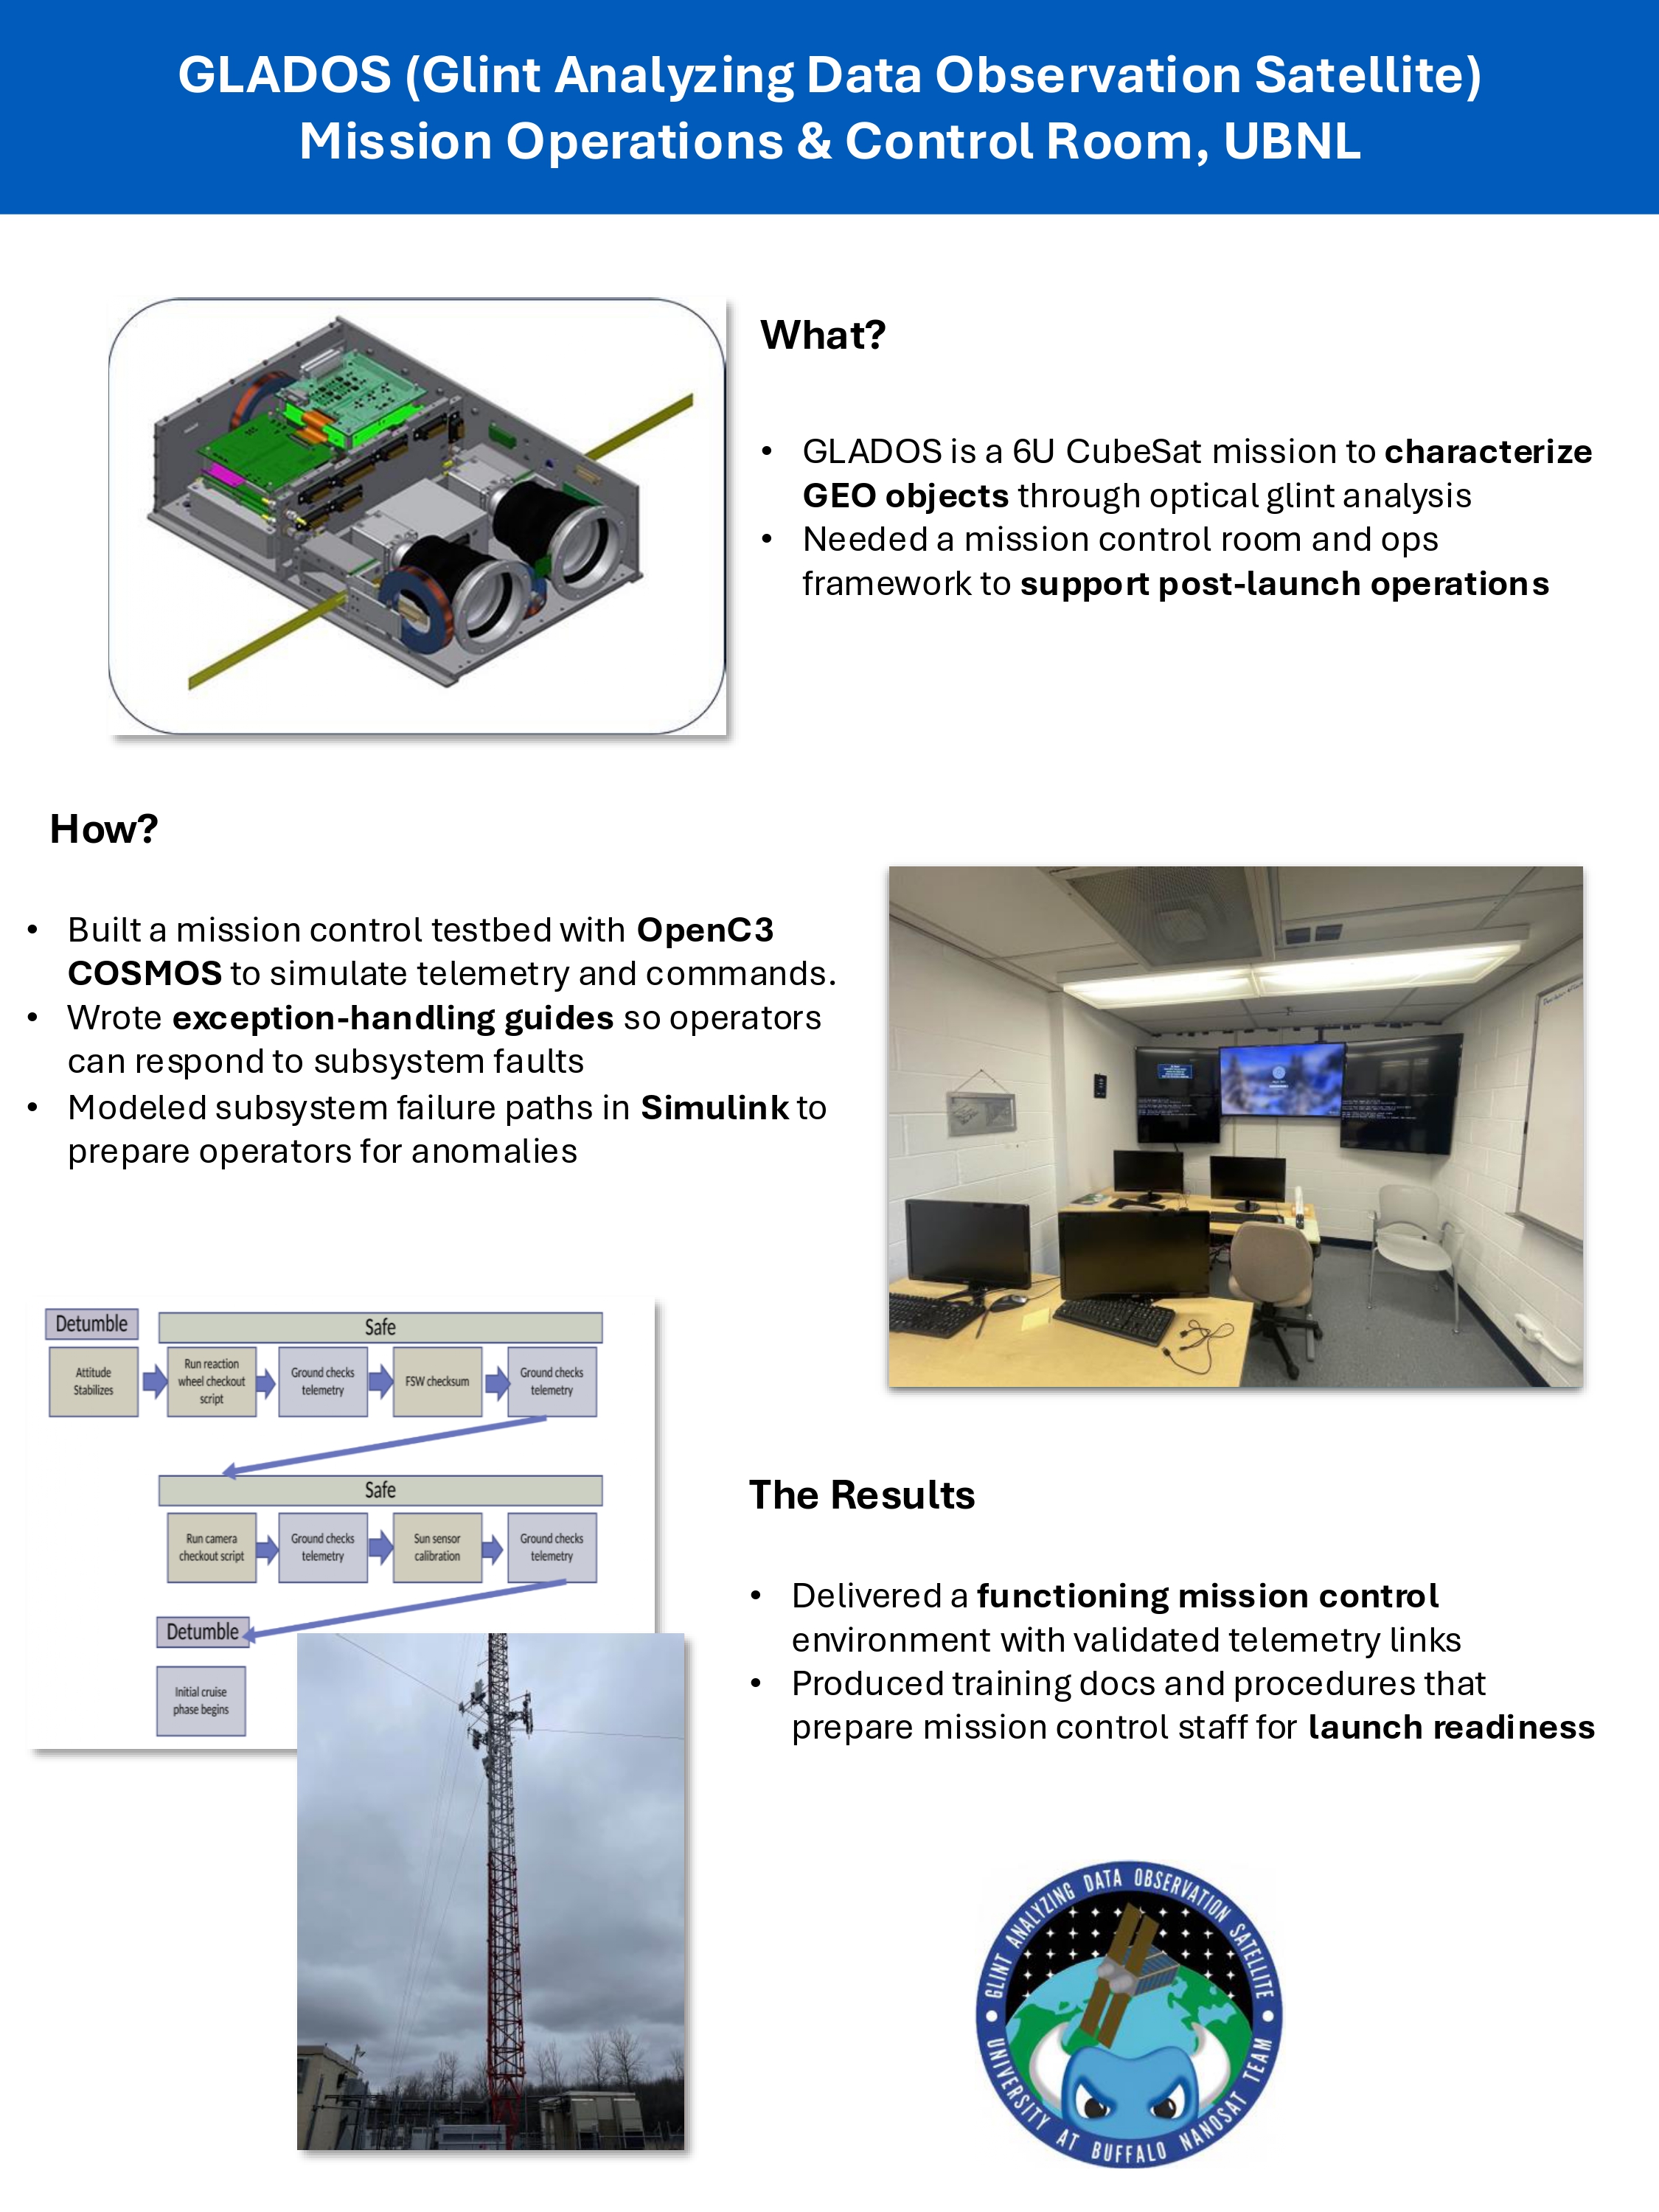 GLADOS (Glint Analyzing Data Observation Satellite)
Mission Operations & Control Room, UBNL
What?
• GLADOS is a 6U CubeSat mission to characterize
GEO objects through optical glint analysis
• Needed a mission control room and ops
framework to support post-launch operations
How?
• Built a mission control testbed with OpenC3
COSMOS to simulate telemetry and commands.
• Wrote exception-handling guides so operators
can respond to subsystem faults
• Modeled subsystem failure paths in Simulink to
prepare operators for anomalies
Detumble
Safe
Attitude
Stabilizes
Run reaction
wheel checkout
script
Ground checks
telemetry
FSW checksum
Ground checks
telemetry
Safe
Run camera
checkout script
Ground checks
telemetry
Sun sensor
calibration
Ground checks
telemetry
Detumble
Initial cruise
phase begins
The Results
• Delivered a functioning mission control
environment with validated telemetry links
• Produced training docs and procedures that
prepare mission control staff for launch readiness
GLINT ANALYZING DATA OBSERVATION SATELLITE
UNIVERSITY AT BUFFALO NANOSAT TEAM